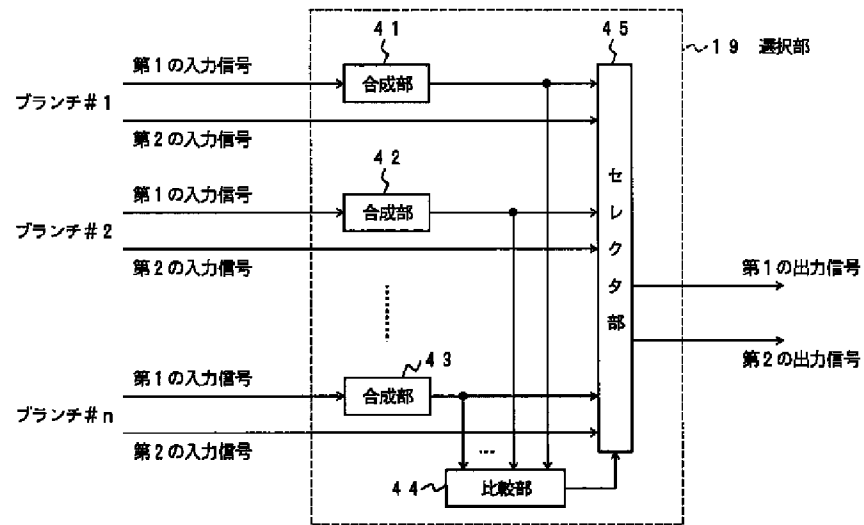 41
45
19 選択部
第1の入力信号
合成部
ブランチ#1
第2の入力信号
42
第1の入力信号
合成部
ブランチ#2
第2の入力信号
セレクタ部
第1の出力信号
第2の出力信号
43
第1の入力信号
合成部
ブランチ#n
第2の入力信号
…
44
比較部